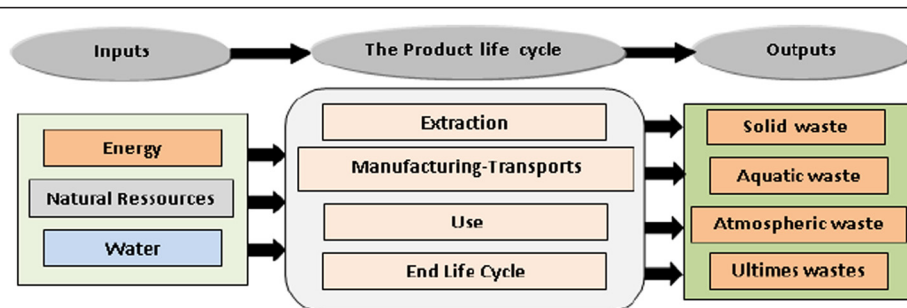 Inputs
The Product life cycle
Outputs
Energy
Natural Ressources
Water
Extraction
Manufacturing-Transports
Use
End Life Cycle
Solid waste
Aquatic waste
Atmospheric waste
Ultimes wastes